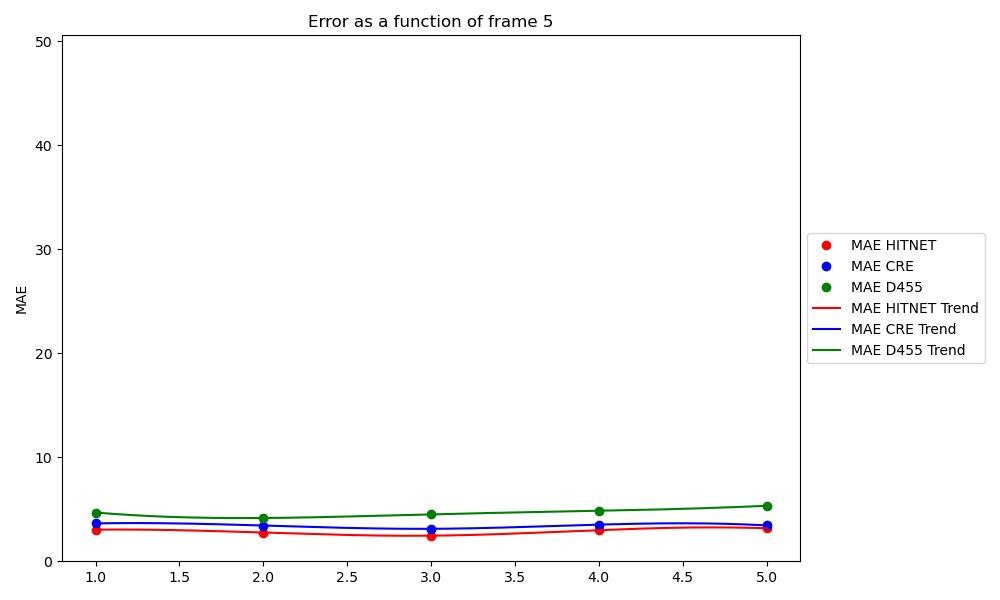 Error as a function of frame 5
MAE
50
40
30
20
10
0
1.0 1.5 2.0 2.5 3.0 3.5 4.0 4.5 5.0
MAE HITNET
MAE CRE
MAE D455
MAE HITNET Trend
MAE CRE Trend
MAE D455 Trend